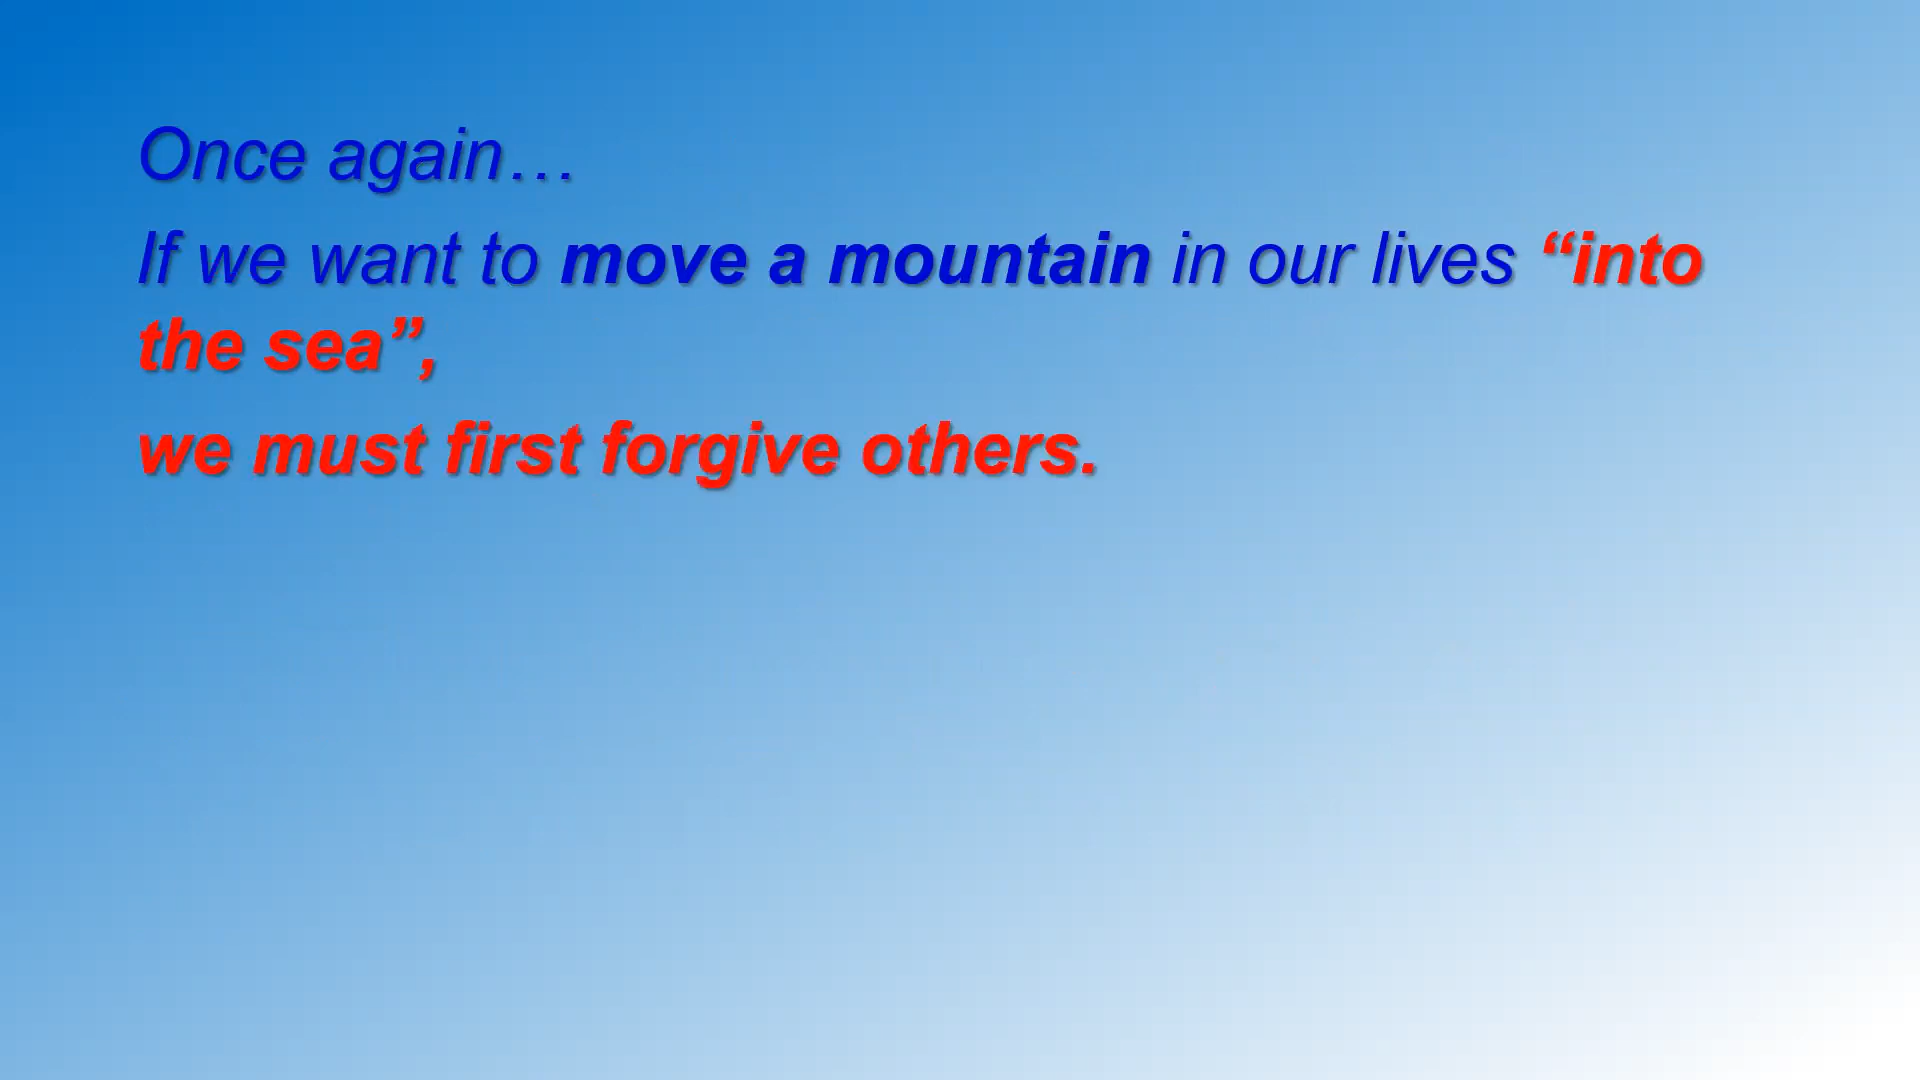 Once again…
If we want to move a mountain in our lives “into
the sea”,
we must first forgive others.